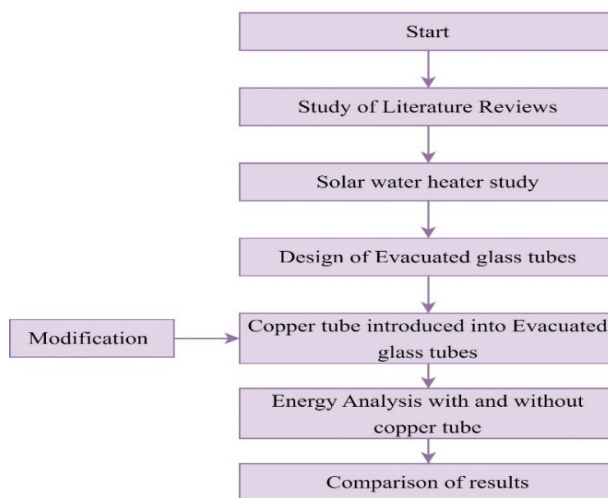 Start
Study of Literature Reviews
Solar water heater study
Design of Evacuated glass tubes
Modification
Copper tube introduced into Evacuated
glass tubes
Energy Analysis with and without
copper tube
Comparison of results